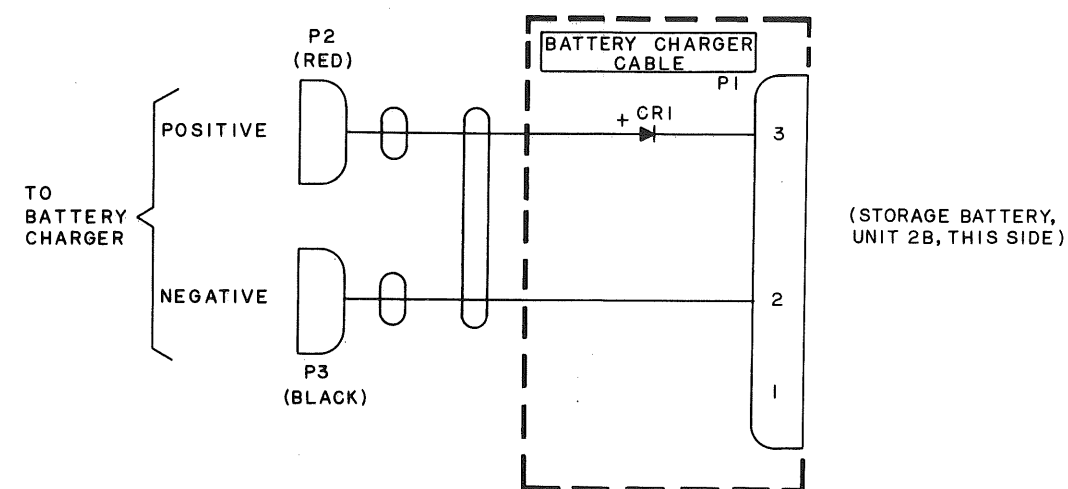 P2
(RED)
POSITIVE
TO
BATTERY
CHARGER
NEGATIVE
P3
(BLACK)
BATTERY CHARGER
CABLE
P1
+ CR1
3
2
1
(STORAGE BATTERY,
UNIT 2B, THIS SIDE)